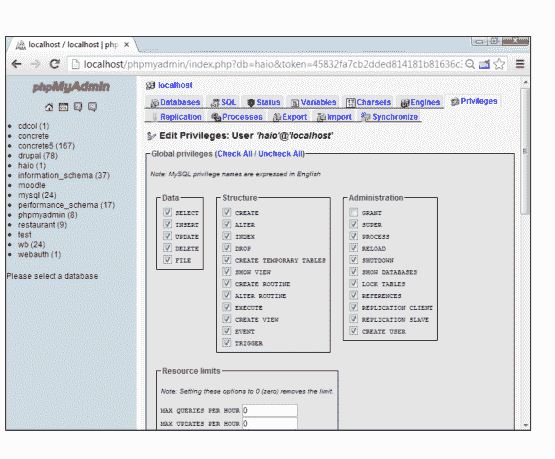 localhost / localhost | php
localhost/phpmyadmin/index.php?db=haio&token=45832fa7cb2dded814181b81636c
phpMyAdmin
cdcol (1)
concrete
concrete5 (167)
drupal (78)
haio (1)
information_schema (37)
moodle
mysql (24)
performance_schema (17)
phpmyadmin (8)
restaurant (9)
test
wb (24)
webauth (1)
Please select a database
localhost
Databases SQL Status Variables Charsets Engines Privileges
Replication Processes Export Import Synchronize
Edit Privileges: User 'haio'@'localhost'
Global privileges (Check All / Uncheck All)
Note: MySQL privilege names are expressed in English
Data
SELECT
INSERT
UPDATE
DELETE
FILE
Structure
CREATE
ALTER
INDEX
DROP
CREATE TEMPORARY TABLES
SHOW VIEW
CREATE ROUTINE
ALTER ROUTINE
EXECUTE
CREATE VIEW
EVENT
TRIGGER
Administration
GRANT
SUPER
PROCESS
RELOAD
SHUTDOWN
SHOW DATABASES
LOCK TABLES
REFERENCES
REPLICATION CLIENT
REPLICATION SLAVE
CREATE USER
Resource limits
Note: Setting these options to 0 (zero) removes the limit.
MAX QUERIES PER HOUR 0
MAX UPDATES PER HOUR 0